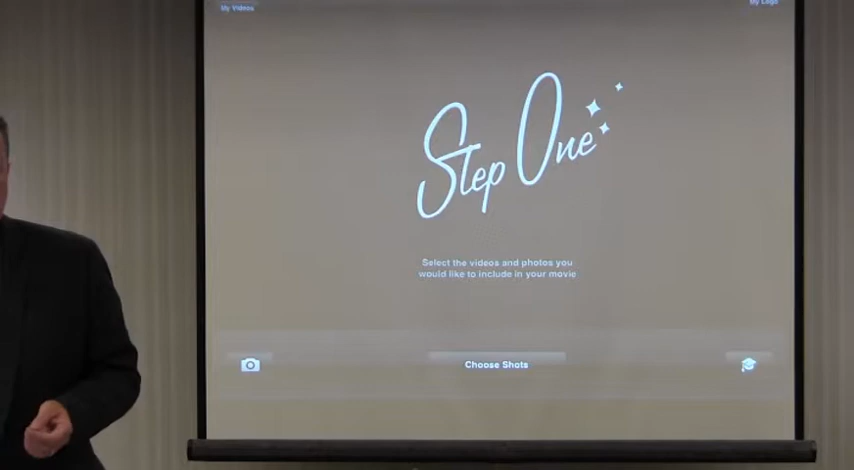 My Videos
My Logo
Step One
Select the videos and photos you
would like to include in your movie
Choose Shots